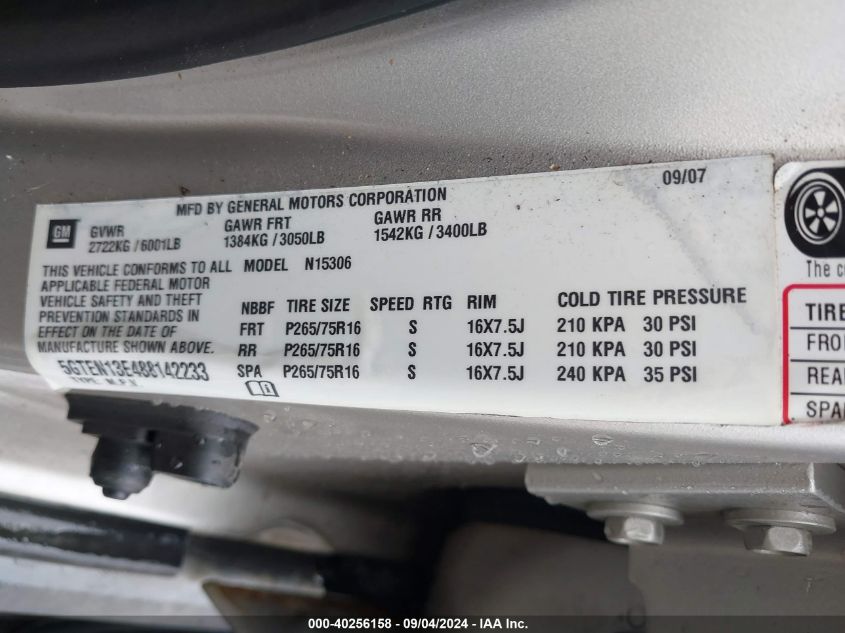 MFD BY GENERAL MOTORS CORPORATION 09/07
GM
GVWR GAWR FRT GAWR RR
2722KG / 6001LB 1384KG / 3050LB 1542KG / 3400LB
THIS VEHICLE CONFORMS TO ALL MODEL N15306
APPLICABLE FEDERAL MOTOR
VEHICLE SAFETY AND THEFT
PREVENTION STANDARDS IN
EFFECT ON THE DATE OF
MANUFACTURE SHOWN ABOVE.
5GTEN13E488142233
TYPE: M.P.V
NBBF TIRE SIZE SPEED RTG RIM COLD TIRE PRESSURE
FRT P265/75R16 S 16X7.5J 210 KPA 30 PSI
RR P265/75R16 S 16X7.5J 210 KPA 30 PSI
SPA P265/75R16 S 16X7.5J 240 KPA 35 PSI
The c
TIRE
FRO
REA
SPA
000-40256158 - 09/04/2024 - IAA Inc.